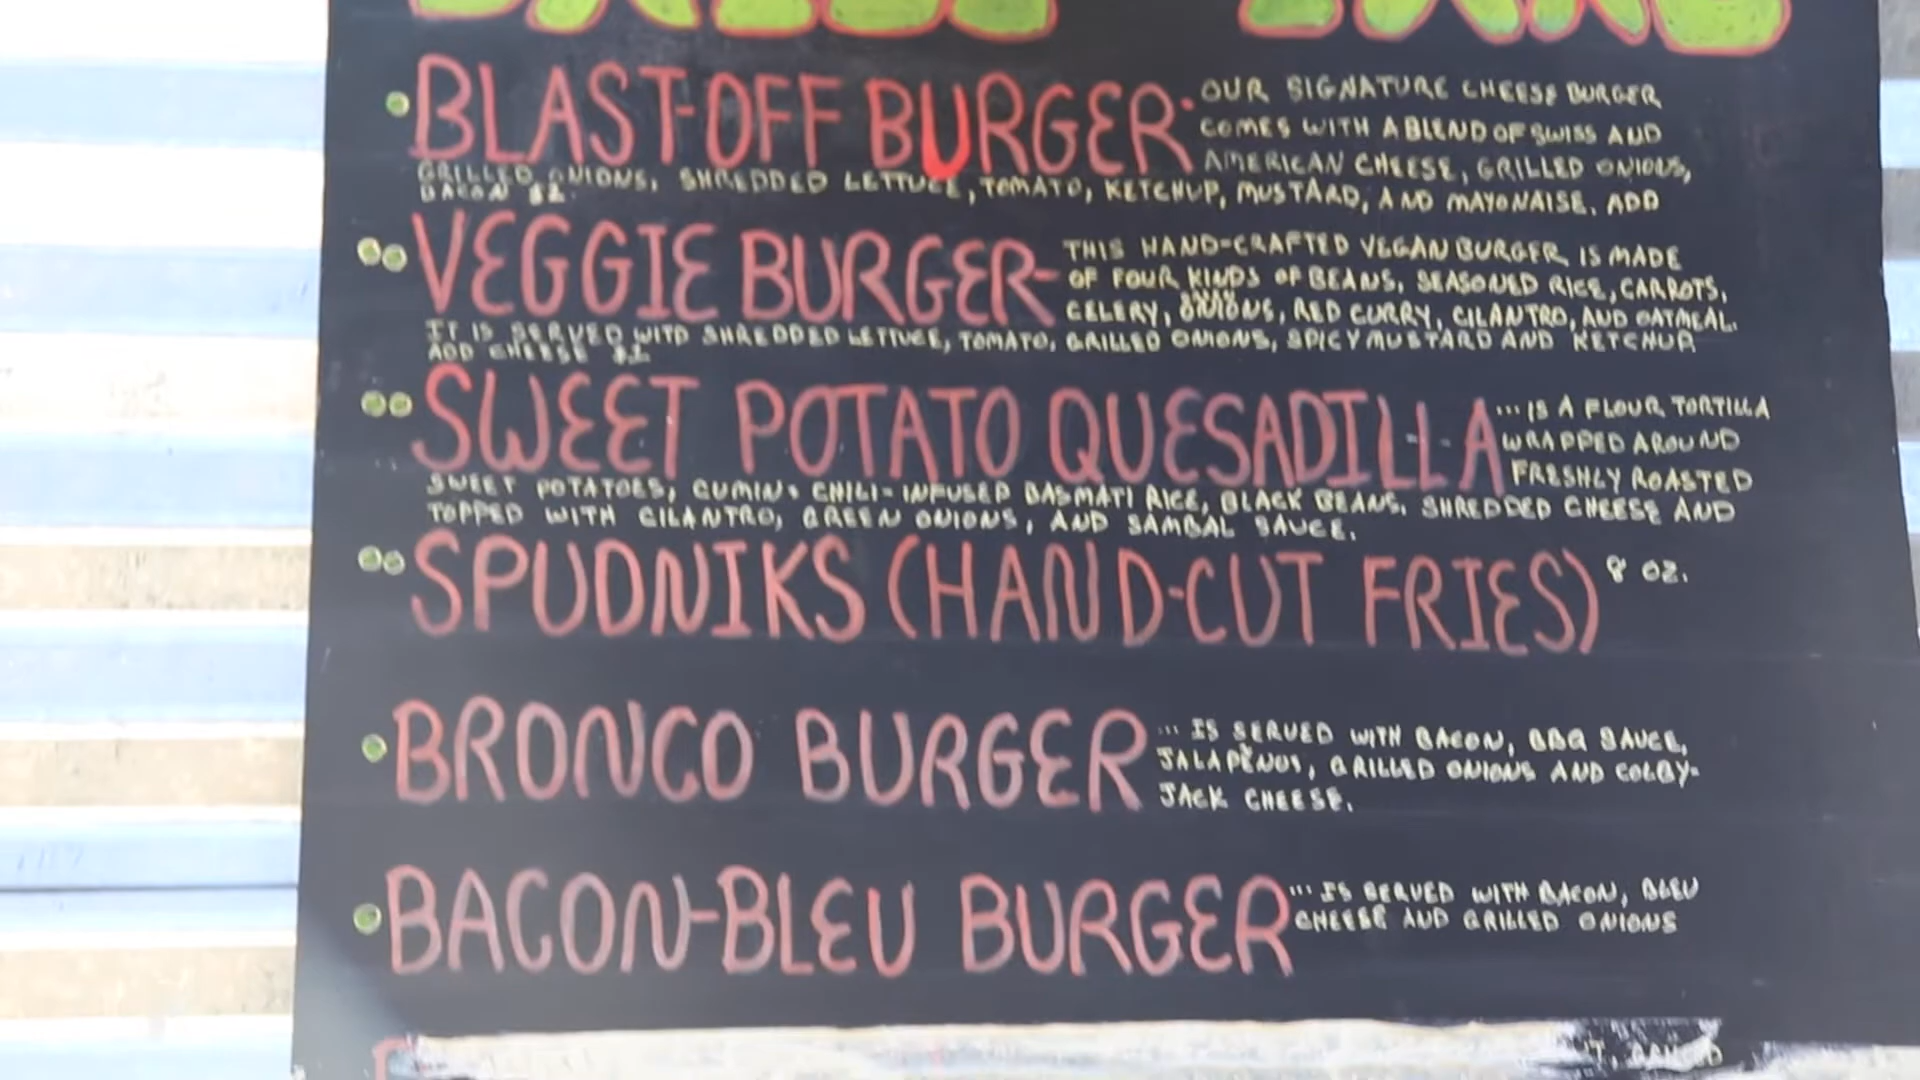 BLAST-OFF BURGER- OUR SIGNATURE CHEESE BURGER
COMES WITH A BLEND OF SWISS AND
AMERICAN CHEESE, GRILLED ONIONS,
GRILLED ONIONS, SHREDDED LETTUCE, TOMATO, KETCHUP, MUSTARD, AND MAYONAISE. ADD
BACON $2.
VEGGIE BURGER- THIS HAND-CRAFTED VEGAN BURGER IS MADE
OF FOUR KINDS OF BEANS, SEASONED RICE, CARROTS,
CELERY, ONIONS, RED CURRY, CILANTRO, AND OATMEAL.
IT IS SERVED WITD SHREDDED LETTUCE, TOMATO, GRILLED ONIONS, SPICY MUSTARD AND KETCHUP
ADD CHEESE $1
SWEET POTATO QUESADILLA ... IS A FLOUR TORTILLA
WRAPPED AROUND
FRESHLY ROASTED
SWEET POTATOES, CUMIN & CHILI-INFUSED BASMATI RICE, BLACK BEANS, SHREDDED CHEESE AND
TOPPED WITH CILANTRO, GREEN ONIONS, AND SAMBAL SAUCE.
SPUDNIKS (HAND-CUT FRIES) 8 OZ.
BRONCO BURGER ... IS SERVED WITH BACON, BBQ SAUCE,
JALAPEÑOS, GRILLED ONIONS AND COLBY-
JACK CHEESE.
BACON-BLEU BURGER ... IS SERVED WITH BACON, BLEU
CHEESE AND GRILLED ONIONS